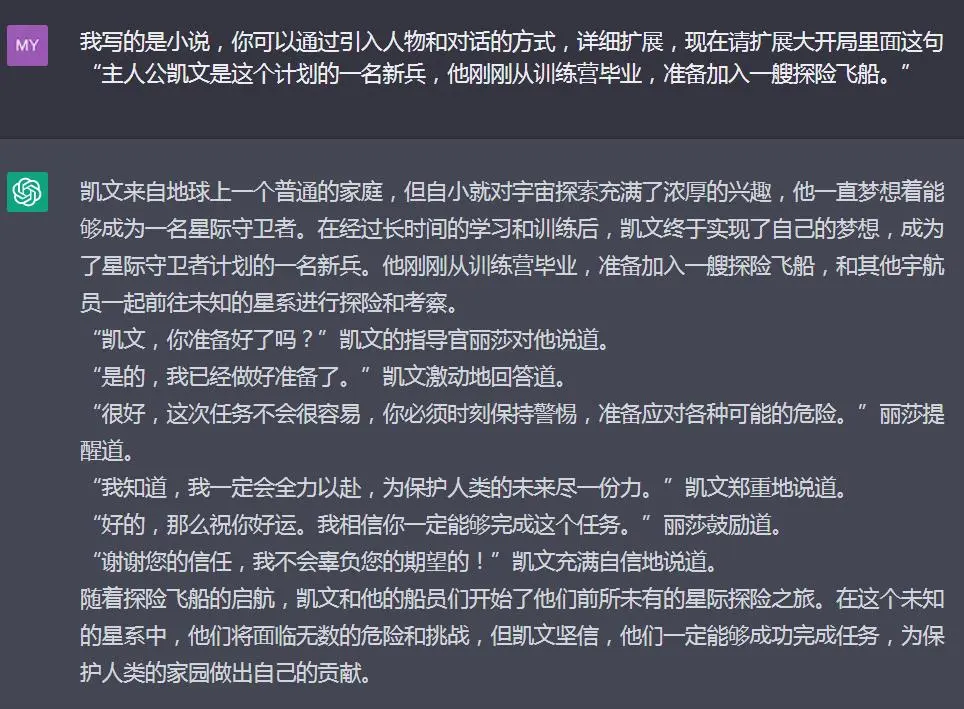 MY
我写的是小说，你可以通过引入人物和对话的方式，详细扩展，现在请扩展大开局里面这句
“主人公凯文是这个计划的一名新兵，他刚刚从训练营毕业，准备加入一艘探险飞船。”
凯文来自地球上一个普通的家庭，但自小就对宇宙探索充满了浓厚的兴趣，他一直梦想着能
够成为一名星际守卫者。在经过长时间的学习和训练后，凯文终于实现了自己的梦想，成为
了星际守卫者计划的一名新兵。他刚刚从训练营毕业，准备加入一艘探险飞船，和其他宇航
员一起前往未知的星系进行探险和考察。
“凯文，你准备好了吗？”凯文的指导官丽莎对他说道。
“是的，我已经做好准备了。”凯文激动地回答道。
“很好，这次任务不会很容易，你必须时刻保持警惕，准备应对各种可能的危险。”丽莎提
醒道。
“我知道，我一定会全力以赴，为保护人类的未来尽一份力。”凯文郑重地说道。
“好的，那么祝你好运。我相信你一定能够完成这个任务。”丽莎鼓励道。
“谢谢您的信任，我不会辜负您的期望的！”凯文充满自信地说道。
随着探险飞船的启航，凯文和他的船员们开始了他们前所未有的星际探险之旅。在这个未知
的星系中，他们将面临无数的危险和挑战，但凯文坚信，他们一定能够成功完成任务，为保
护人类的家园做出自己的贡献。